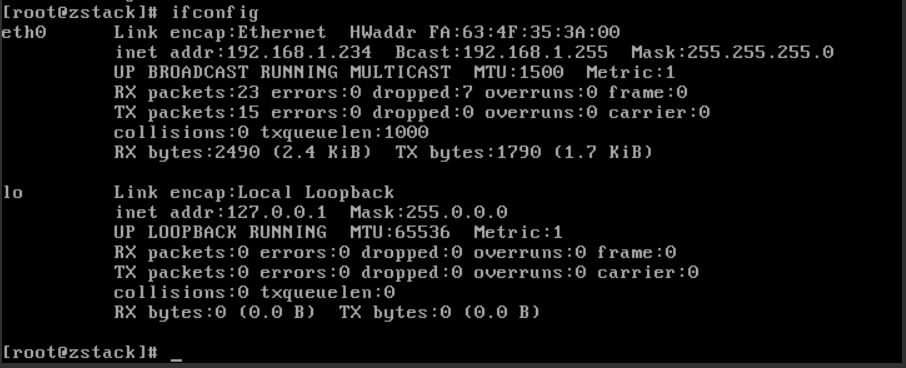 [root@zstack]# ifconfig
eth0      Link encap:Ethernet  HWaddr FA:63:4F:35:3A:00
          inet addr:192.168.1.234  Bcast:192.168.1.255  Mask:255.255.255.0
          UP BROADCAST RUNNING MULTICAST  MTU:1500  Metric:1
          RX packets:23 errors:0 dropped:7 overruns:0 frame:0
          TX packets:15 errors:0 dropped:0 overruns:0 carrier:0
          collisions:0 txqueuelen:1000
          RX bytes:2490 (2.4 KiB)  TX bytes:1790 (1.7 KiB)

lo        Link encap:Local Loopback
          inet addr:127.0.0.1  Mask:255.0.0.0
          UP LOOPBACK RUNNING  MTU:65536  Metric:1
          RX packets:0 errors:0 dropped:0 overruns:0 frame:0
          TX packets:0 errors:0 dropped:0 overruns:0 carrier:0
          collisions:0 txqueuelen:0
          RX bytes:0 (0.0 B)  TX bytes:0 (0.0 B)

[root@zstack]# _